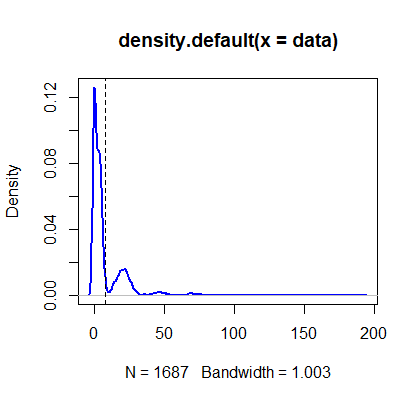 density.default(x = data)
Density
0.12
0.08
0.04
0.00
0 50 100 150 200
N = 1687 Bandwidth = 1.003